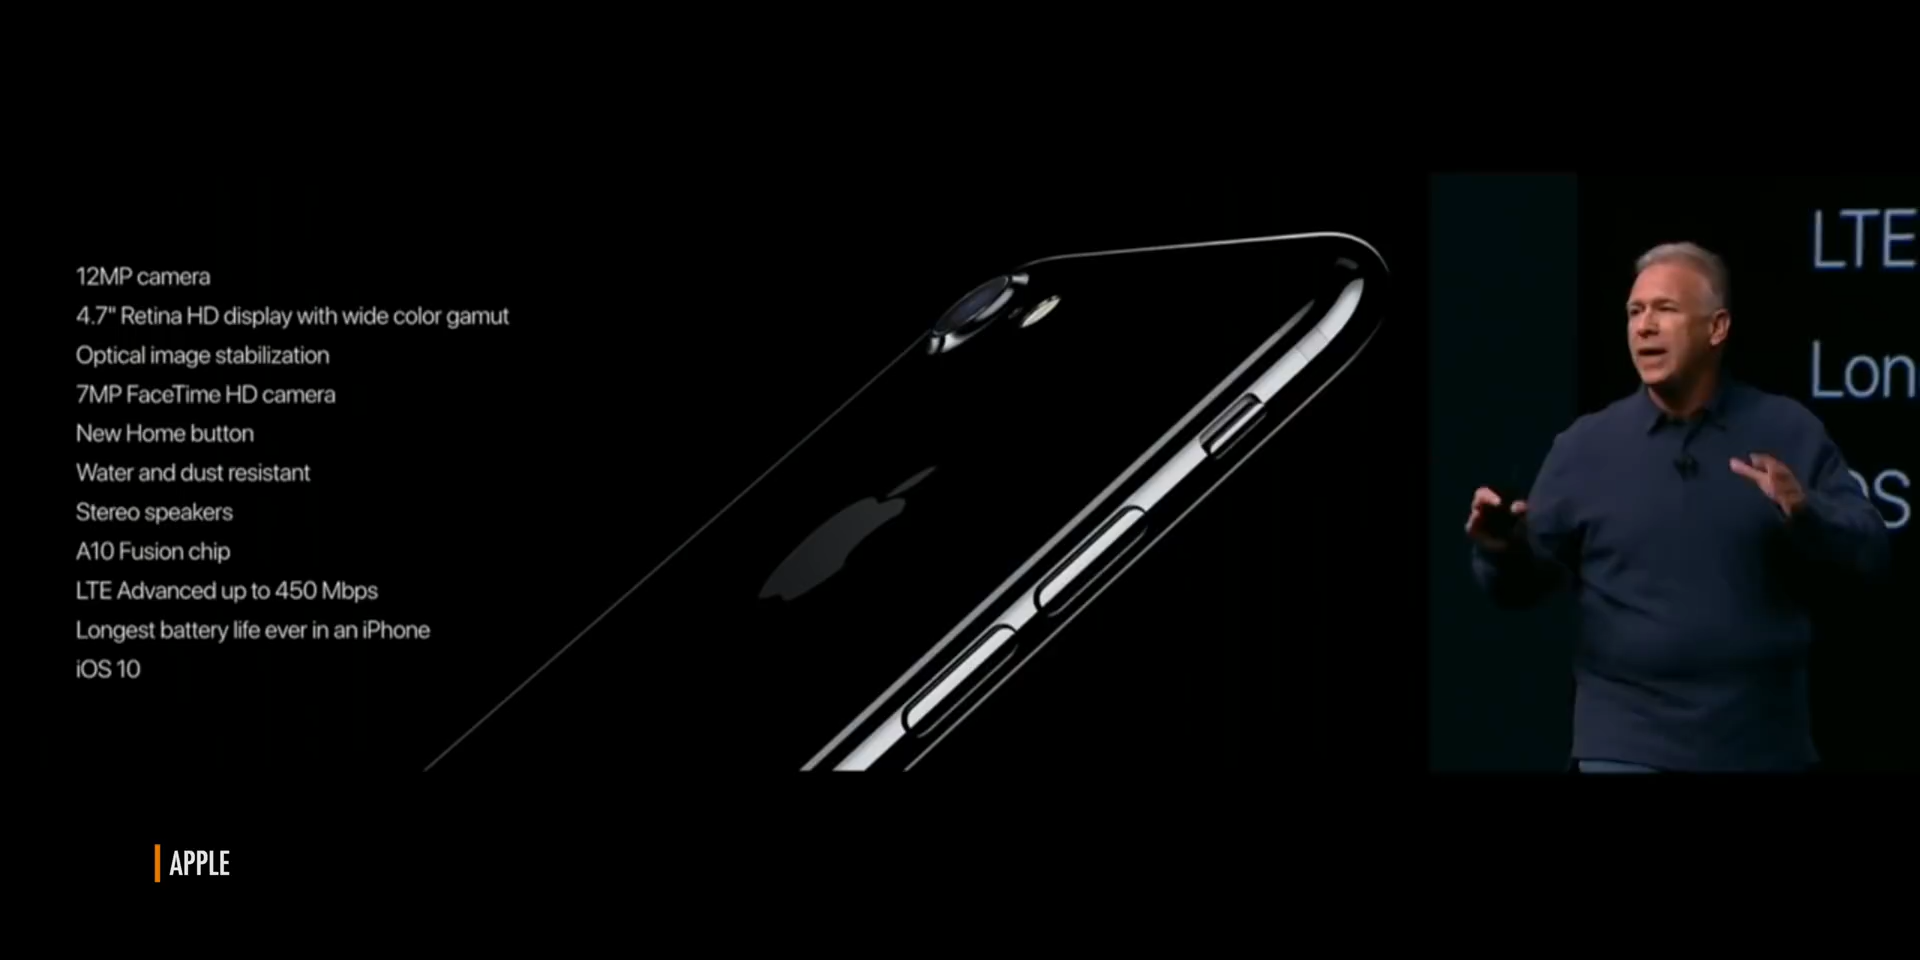 12MP camera
4.7" Retina HD display with wide color gamut
Optical image stabilization
7MP FaceTime HD camera
New Home button
Water and dust resistant
Stereo speakers
A10 Fusion chip
LTE Advanced up to 450 Mbps
Longest battery life ever in an iPhone
iOS 10
LTE
Lon
OS
APPLE